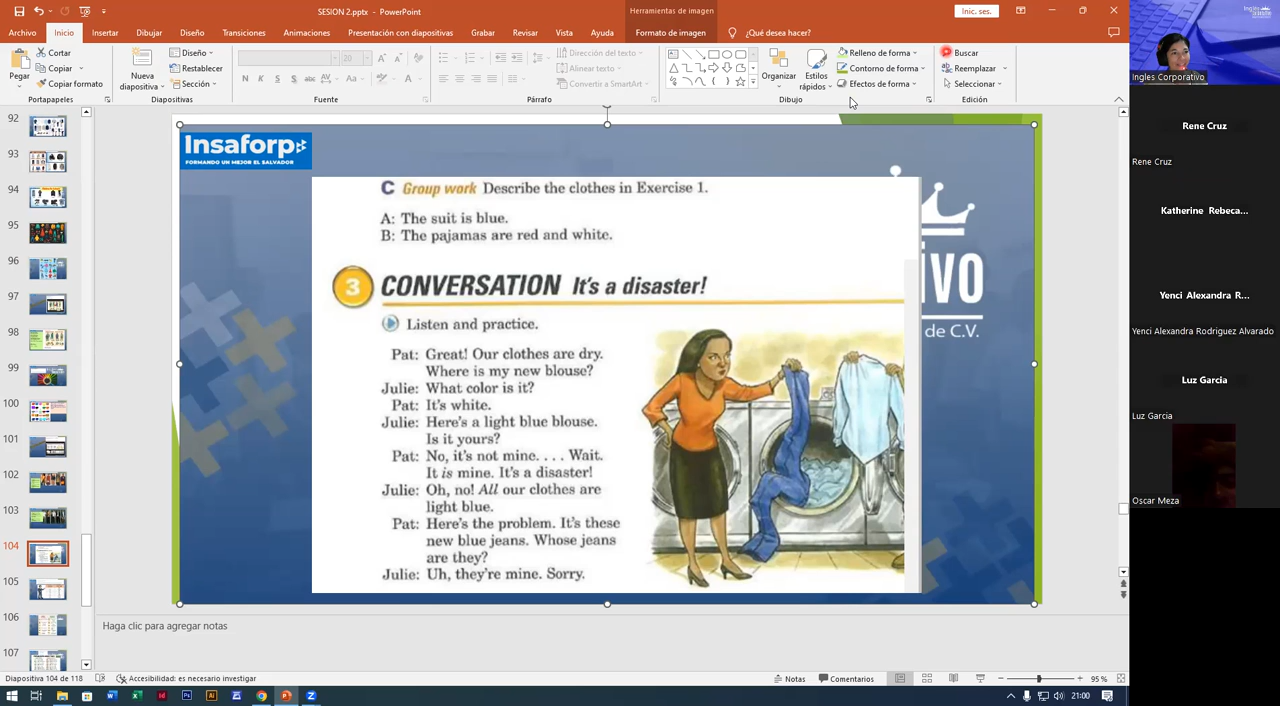 SESION 2.pptx - PowerPoint
Herramientas de imagen
Inic. ses.
Archivo Inicio Insertar Dibujar Diseño Transiciones Animaciones Presentación con diapositivas Grabar Revisar Vista Ayuda Formato de imagen ¿Qué desea hacer?
Pegar
Cortar
Copiar
Copiar formato
Portapapeles
Nueva
diapositiva
Diseño
Restablecer
Sección
Diapositivas
20
N K S S abc AV Aa A
Fuente
Dirección del texto
Alinear texto
Convertir a SmartArt
Párrafo
Organizar
Estilos
rápidos
Relleno de forma
Contorno de forma
Efectos de forma
Dibujo
Buscar
Reemplazar
Seleccionar
Edición
92
93
94
95
96
97
98
99
100
101
102
103
104
105
106
107
Insaforp
FORMANDO UN MEJOR EL SALVADOR
C Group work Describe the clothes in Exercise 1.
A: The suit is blue.
B: The pajamas are red and white.
3 CONVERSATION It's a disaster!
Listen and practice.
Pat: Great! Our clothes are dry.
Where is my new blouse?
Julie: What color is it?
Pat: It's white.
Julie: Here's a light blue blouse.
Is it yours?
Pat: No, it's not mine. . . . Wait.
It is mine. It's a disaster!
Julie: Oh, no! All our clothes are
light blue.
Pat: Here's the problem. It's these
new blue jeans. Whose jeans
are they?
Julie: Uh, they're mine. Sorry.
IVO
de C.V.
Haga clic para agregar notas
Diapositiva 104 de 118
Accesibilidad: es necesario investigar
Notas
Comentarios
95 %
21:00
Ingles Corporativo
Rene Cruz
Rene Cruz
Katherine Rebeca...
Yenci Alexandra R...
Yenci Alexandra Rodriguez Alvarado
Luz Garcia
Luz Garcia
Oscar Meza